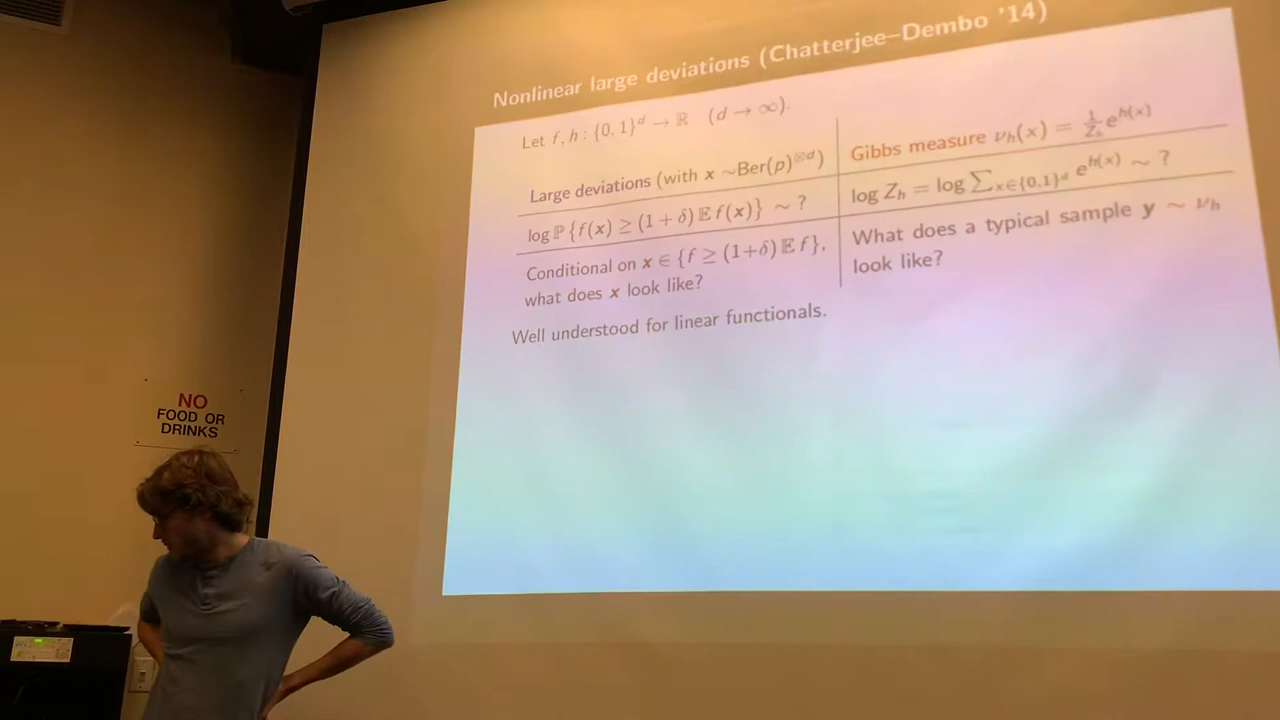 Nonlinear large deviations (Chatterjee–Dembo '14)
Let f, h : {0, 1}^d → ℝ (d → ∞).
Large deviations (with x ∼Ber(p)^{⊗d})
Gibbs measure ν_h(x) = \frac{1}{Z_h} e^{h(x)}
log ℙ {f(x) ≥ (1 + δ) 𝔼 f(x)} ∼ ?
log Z_h = log ∑_{x∈{0,1}^d} e^{h(x)} ∼ ?
Conditional on x ∈ {f ≥ (1+δ) 𝔼 f},
what does x look like?
What does a typical sample y ∼ ν_h
look like?
Well understood for linear functionals.
NO
FOOD OR
DRINKS